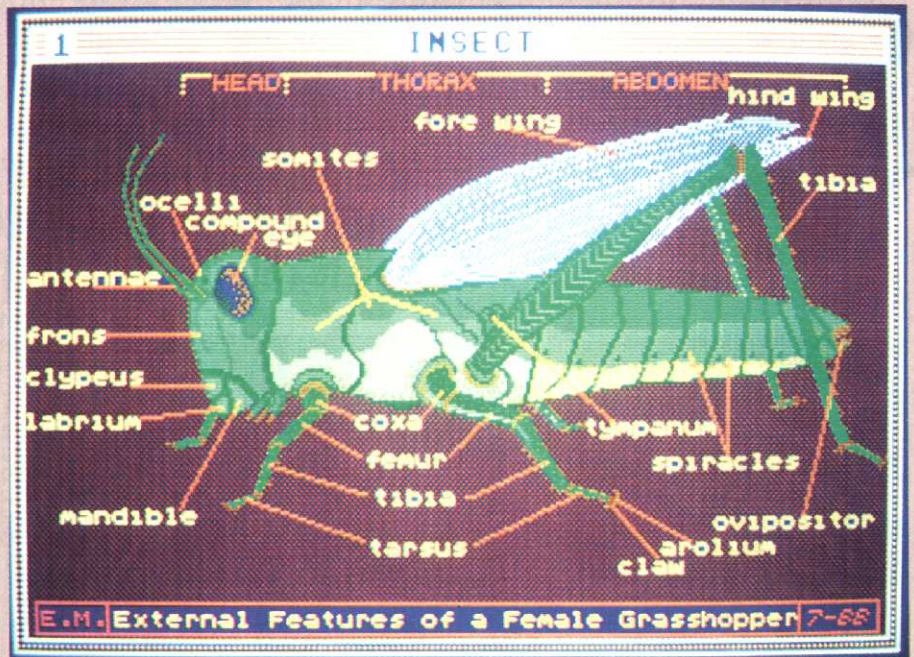 1
INSECT
HEAD THORAX ABDOMEN
hind wing
fore wing
somites
tibia
ocelli
compound
eye
antennae
frons
clypeus
labrium
coxa
tympanum
femur
spiracles
tibia
mandible
ovipositor
tarsus
arolium
claw
E.M. External Features of a Female Grasshopper 7-88